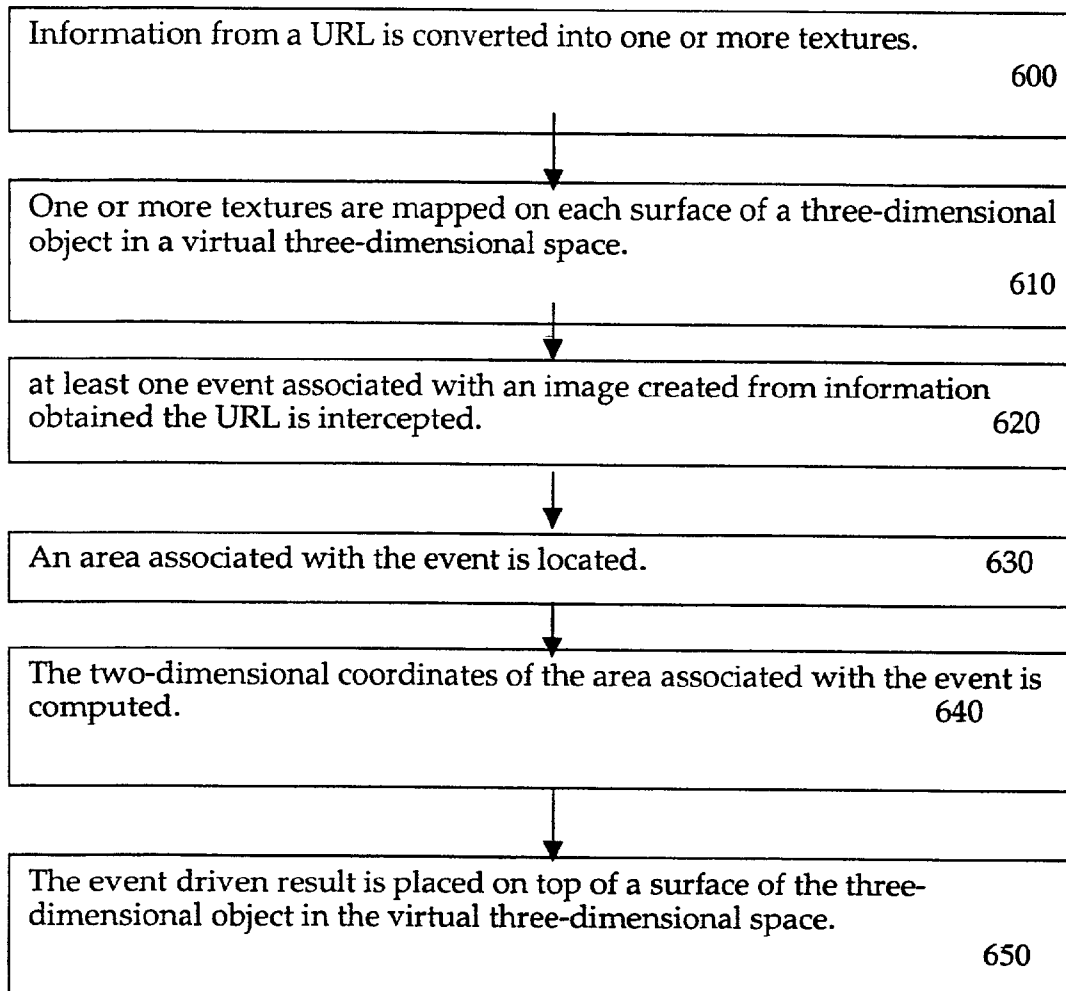 Information from a URL is converted into one or more textures.
600
One or more textures are mapped on each surface of a three-dimensional
object in a virtual three-dimensional space.
610
at least one event associated with an image created from information
obtained the URL is intercepted. 620
An area associated with the event is located. 630
The two-dimensional coordinates of the area associated with the event is
computed. 640
The event driven result is placed on top of a surface of the three-
dimensional object in the virtual three-dimensional space.
650